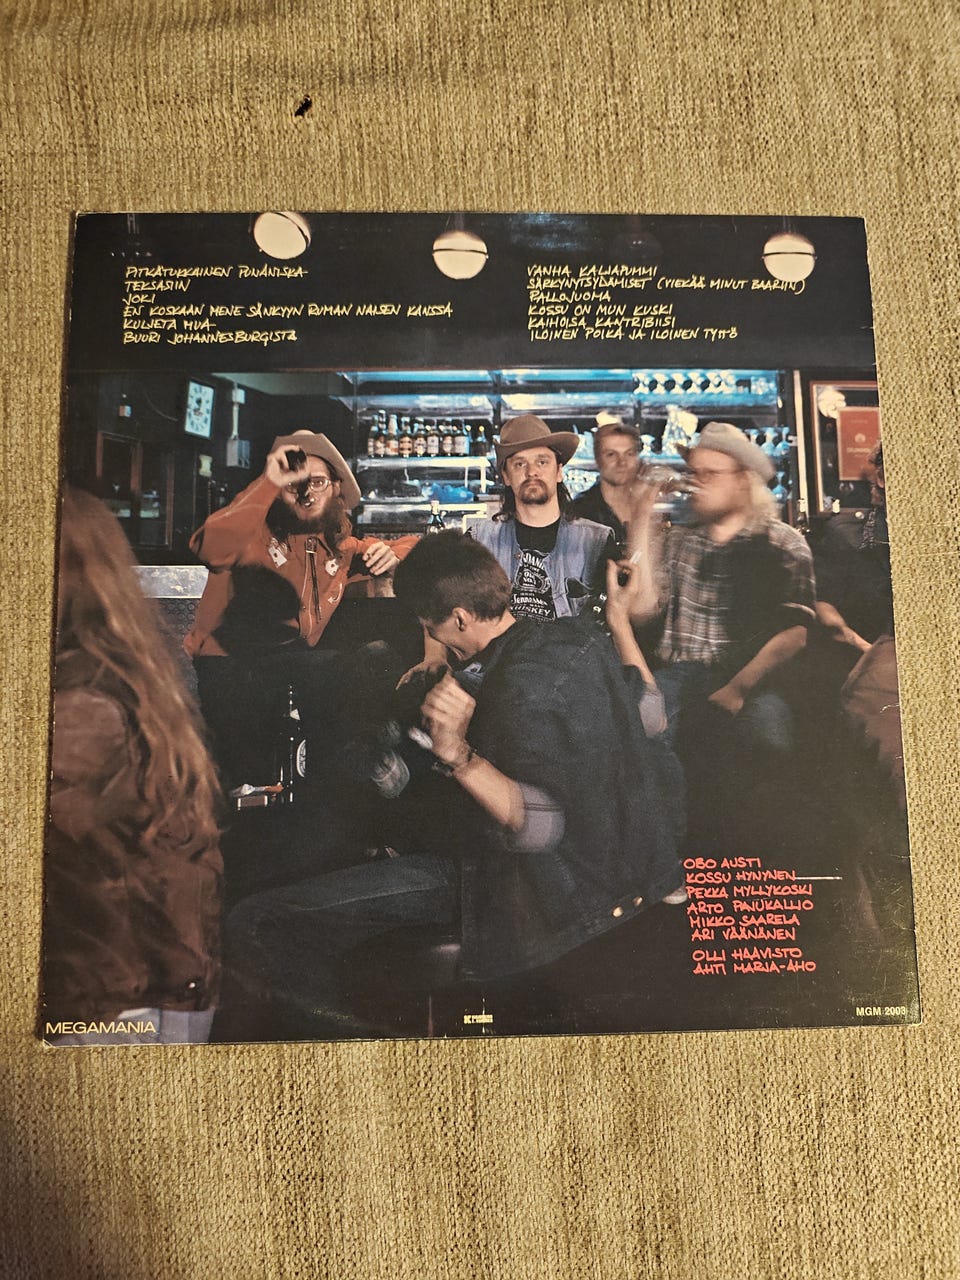 PITKÄTUKKAINEN PUNANISKA
TEKSASIIN
JOKI
EN KOSKAAN MENE SÄNKYYN RUMAN NAISEN KANSSA
KULJETA MUA
BUURI JOHANNESBURGISTA
VANHA KALJAPUMMI
SÄRKYNYTSYDÄMISET (VIEKÄÄ MINUT BAARIIN)
PALLOJUOMA
KOSSU ON MUN KUSKI
KAIHOISA KANTRIBIISI
ILOINEN POIKA JA ILOINEN TYTTÖ
WHISKEY
OBO AUSTI
KOSSU HYNYNEN
PEKKA MYLLYKOSKI
ARTO PAJUKALLIO
MIKKO SAARELA
ARI VÄÄNÄNEN
OLLI HAAVISTO
AHTI MARJA-AHO
MEGAMANIA
MGM 2003